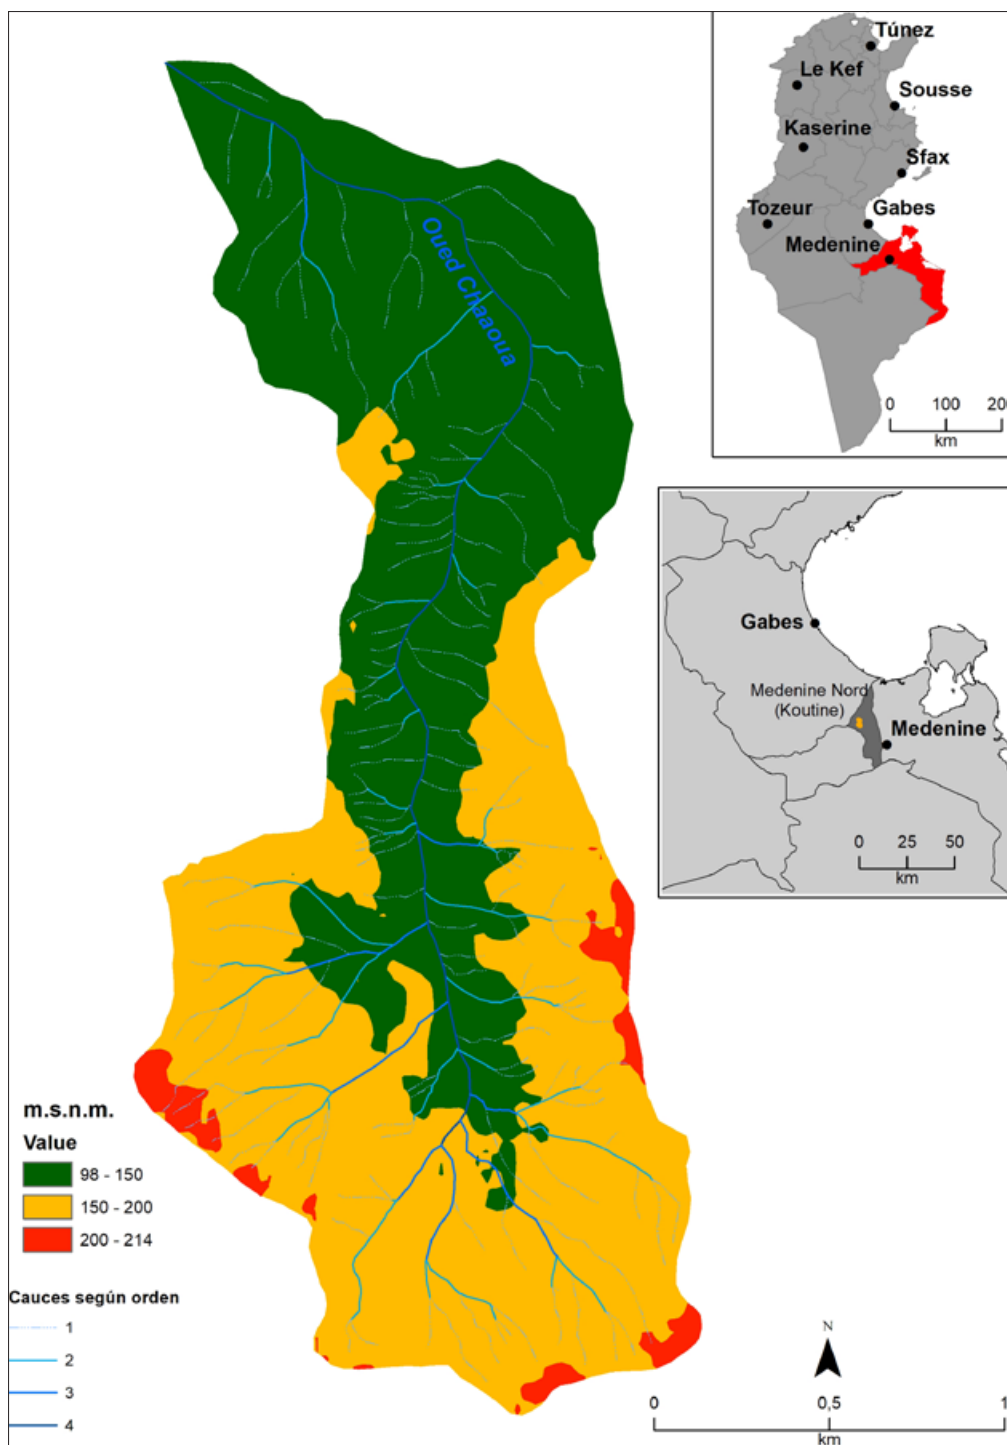 Túnez
Le Kef
Sousse
Kaserine
Sfax
Tozeur
Gabes
Medenine
0 100 20
km
Oued Chaaoua
Gabes
Medenine Nord
(Koutine)
Medenine
0 25 50
km
m.s.n.m.
Value
98 - 150
150 - 200
200 - 214
Cauces según orden
1
2
3
4
N
0 0,5 1
km